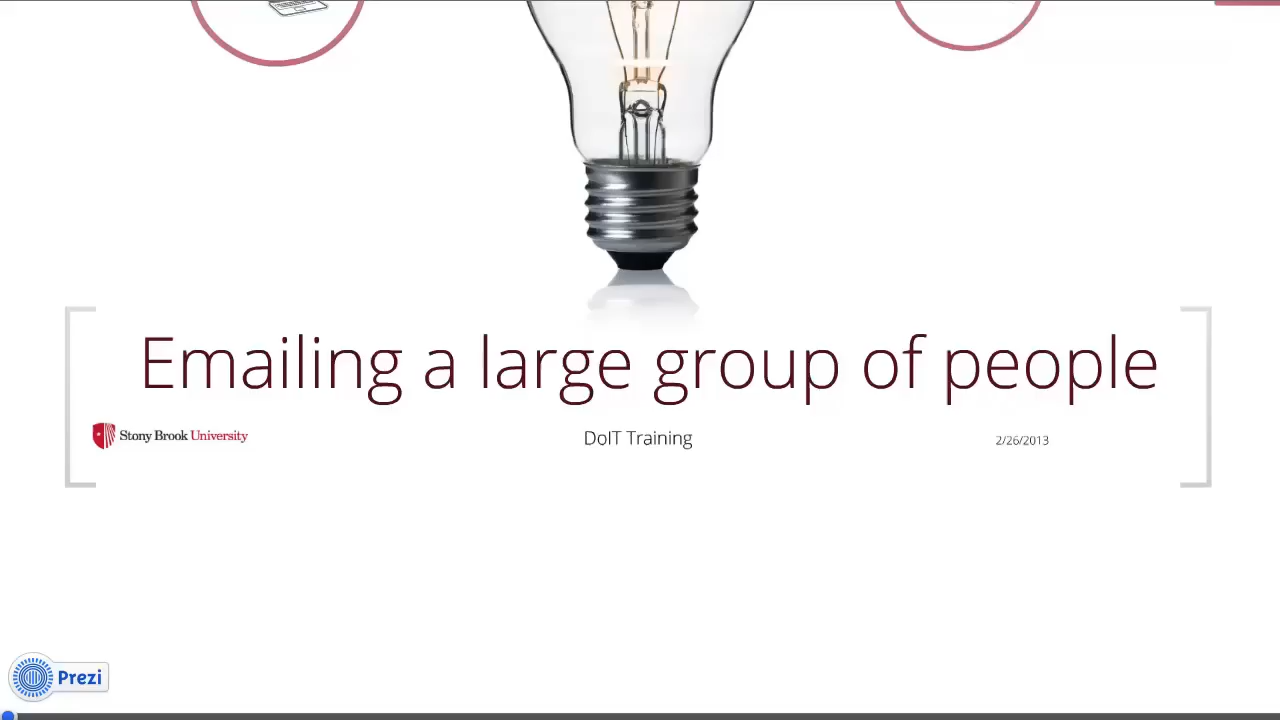 Emailing a large group of people
Stony Brook University
DoIT Training
2/26/2013
Prezi